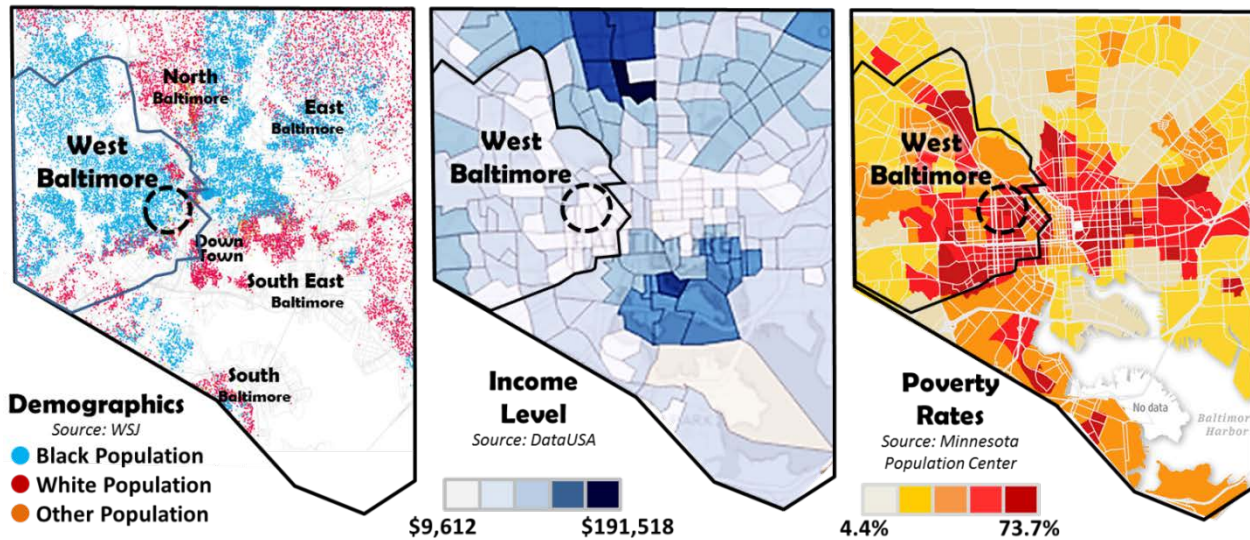 North
Baltimore
East
Baltimore
West
Baltimore
Down
Town
South East
Baltimore
South
Baltimore
Demographics
Source: WSJ
Black Population
White Population
Other Population
West
Baltimore
Income
Level
Source: DataUSA
$9,612 $191,518
West
Baltimore
Poverty
Rates
Source: Minnesota
Population Center
No data
Baltimor
Harbor
4.4% 73.7%